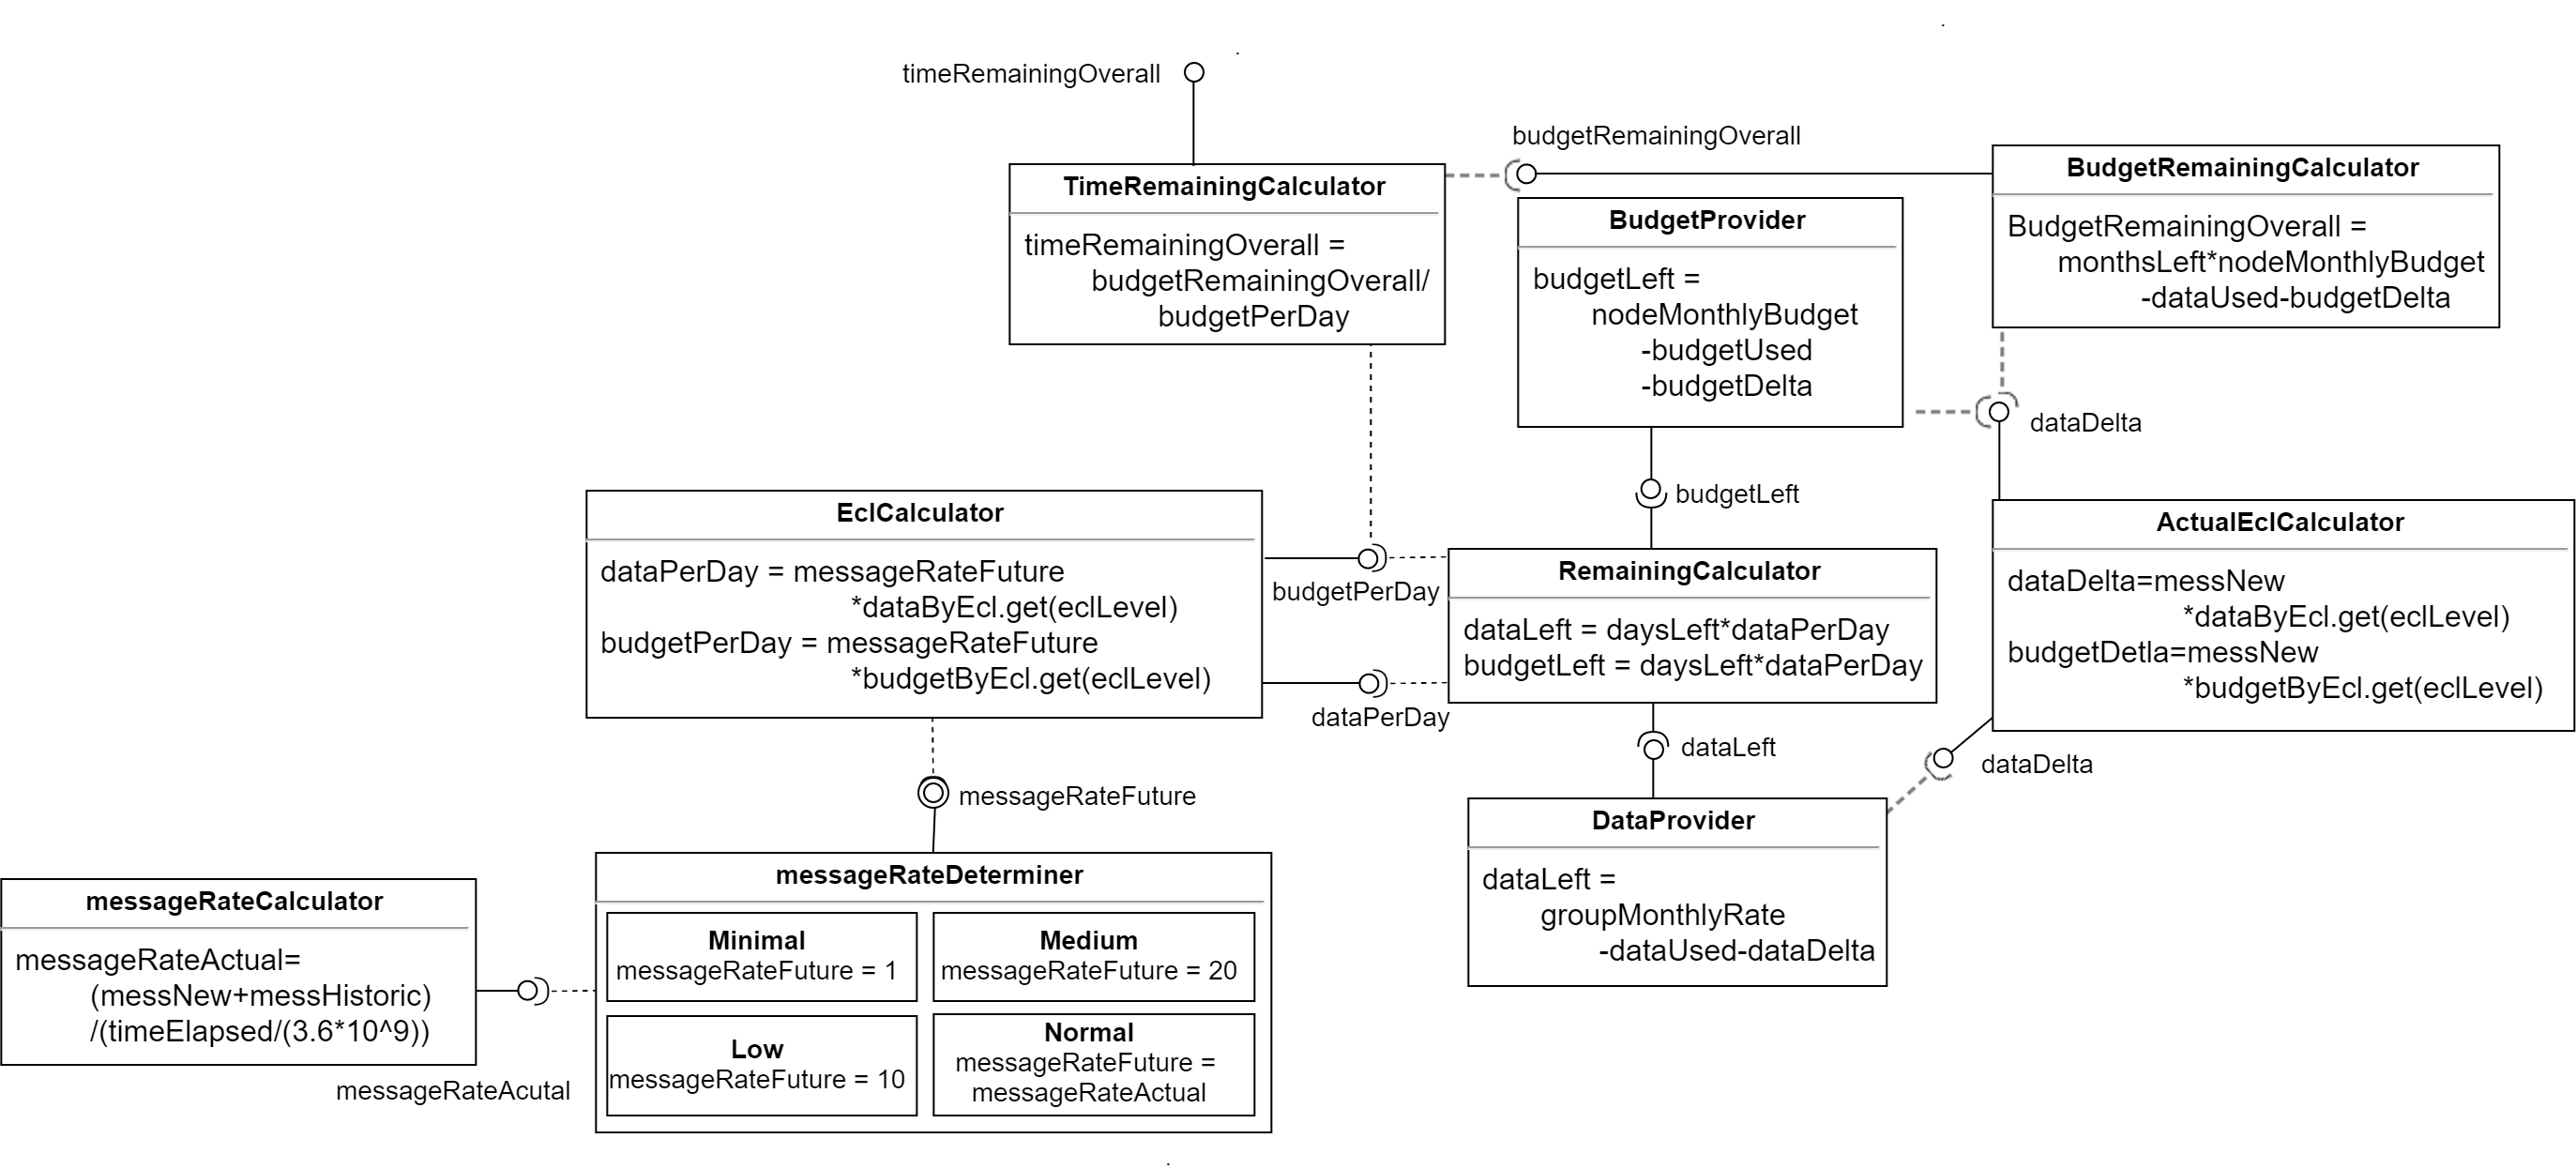 timeRemainingOverall
budgetRemainingOverall
TimeRemainingCalculator
timeRemainingOverall =
budgetRemainingOverall/
budgetPerDay
BudgetProvider
budgetLeft =
nodeMonthlyBudget
-budgetUsed
-budgetDelta
BudgetRemainingCalculator
BudgetRemainingOverall =
monthsLeft*nodeMonthlyBudget
-dataUsed-budgetDelta
dataDelta
budgetLeft
EclCalculator
dataPerDay = messageRateFuture
*dataByEcl.get(eclLevel)
budgetPerDay = messageRateFuture
*budgetByEcl.get(eclLevel)
budgetPerDay
dataPerDay
RemainingCalculator
dataLeft = daysLeft*dataPerDay
budgetLeft = daysLeft*dataPerDay
ActualEclCalculator
dataDelta=messNew
*dataByEcl.get(eclLevel)
budgetDetla=messNew
*budgetByEcl.get(eclLevel)
dataLeft
dataDelta
messageRateFuture
DataProvider
dataLeft =
groupMonthlyRate
-dataUsed-dataDelta
messageRateCalculator
messageRateActual=
(messNew+messHistoric)
/(timeElapsed/(3.6*10^9))
messageRateAcutal
messageRateDeterminer
Minimal
messageRateFuture = 1
Medium
messageRateFuture = 20
Low
messageRateFuture = 10
Normal
messageRateFuture =
messageRateActual